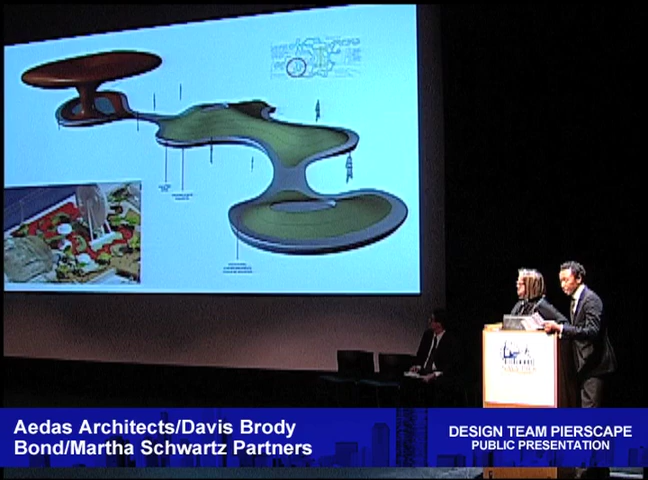 Aedas Architects/Davis Brody
Bond/Martha Schwartz Partners
DESIGN TEAM PIERSCAPE
PUBLIC PRESENTATION